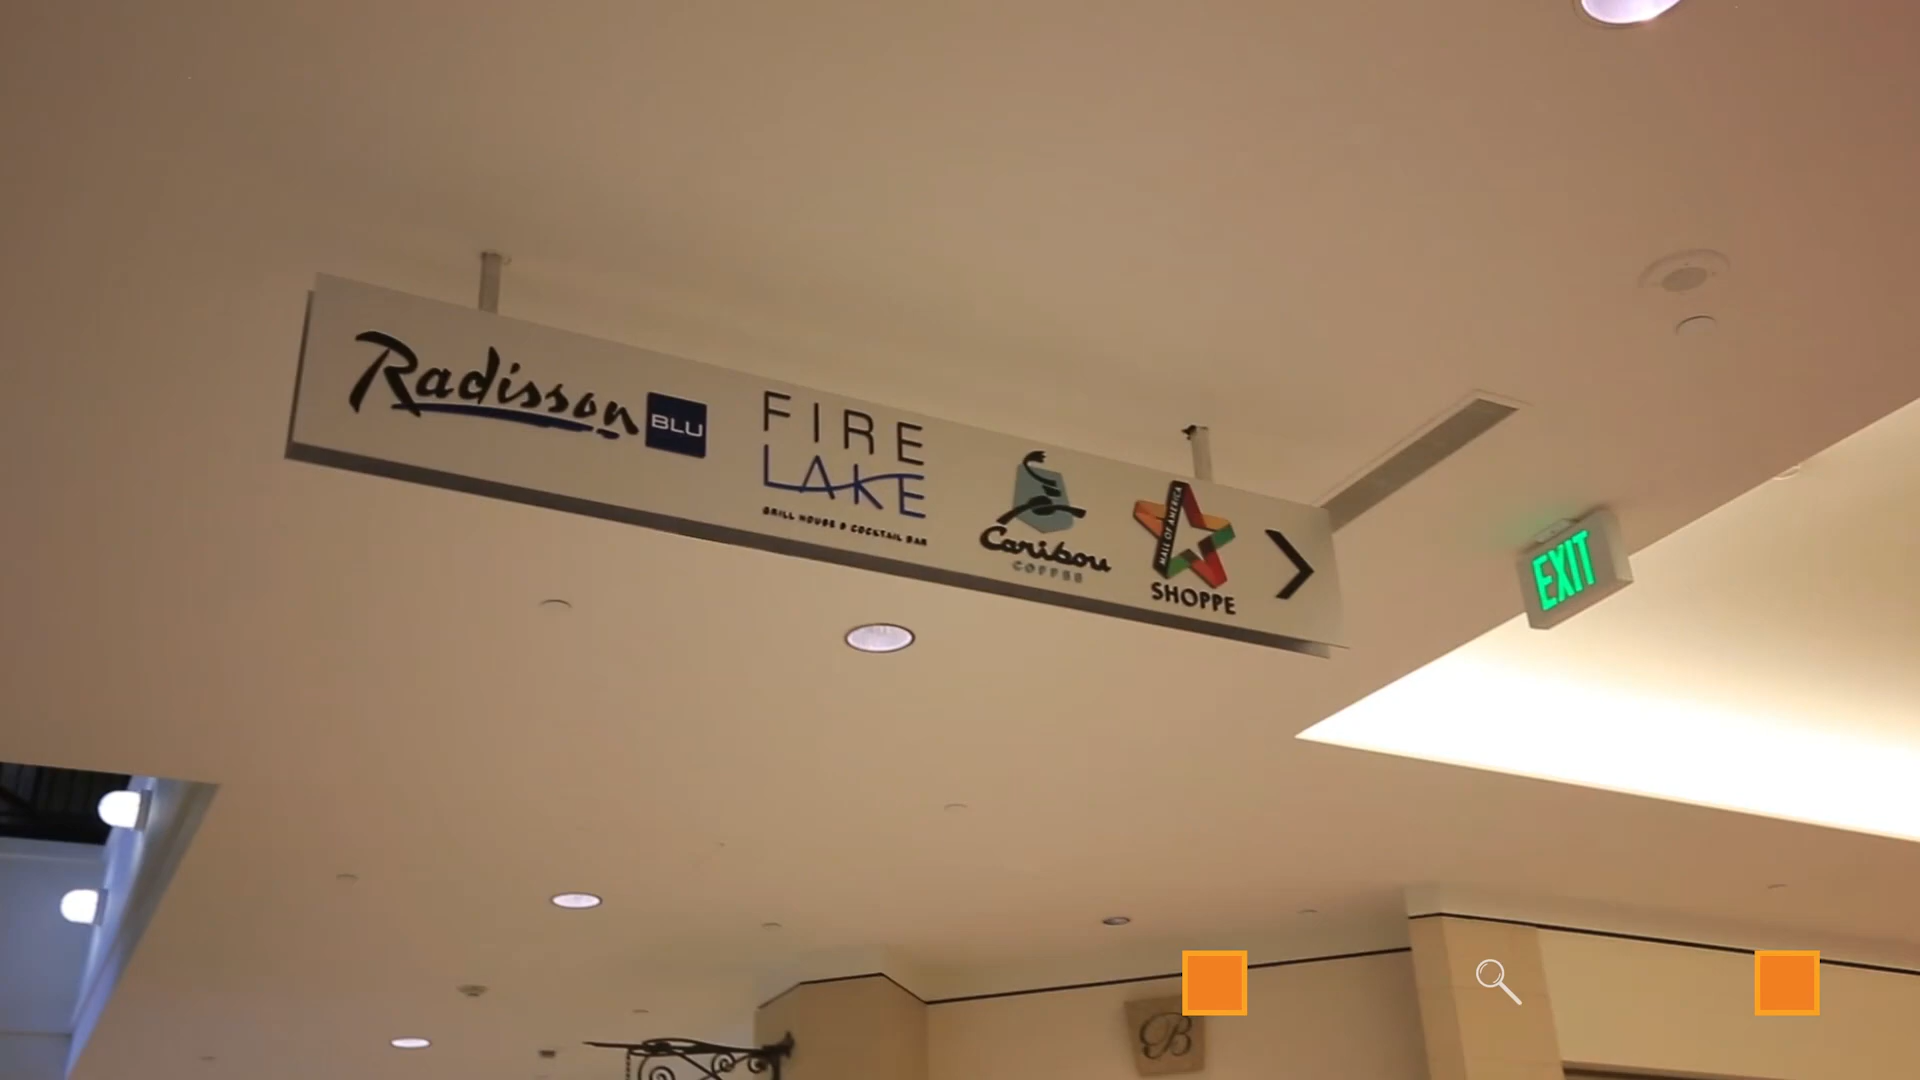 Radisson BLU
FIRE
LAKE
GRILL HOUSE & COCKTAIL BAR
Caribou
COFFEE
MALL OF AMERICA
SHOPPE
EXIT
B